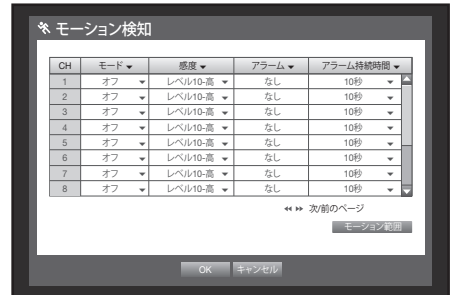 モーション検知
CH モード 感度 アラーム アラーム持続時間
1 オフ レベル10-高 なし 10秒
2 オフ レベル10-高 なし 10秒
3 オフ レベル10-高 なし 10秒
4 オフ レベル10-高 なし 10秒
5 オフ レベル10-高 なし 10秒
6 オフ レベル10-高 なし 10秒
7 オフ レベル10-高 なし 10秒
8 オフ レベル10-高 なし 10秒
次/前のページ
モーション範囲
OK キャンセル